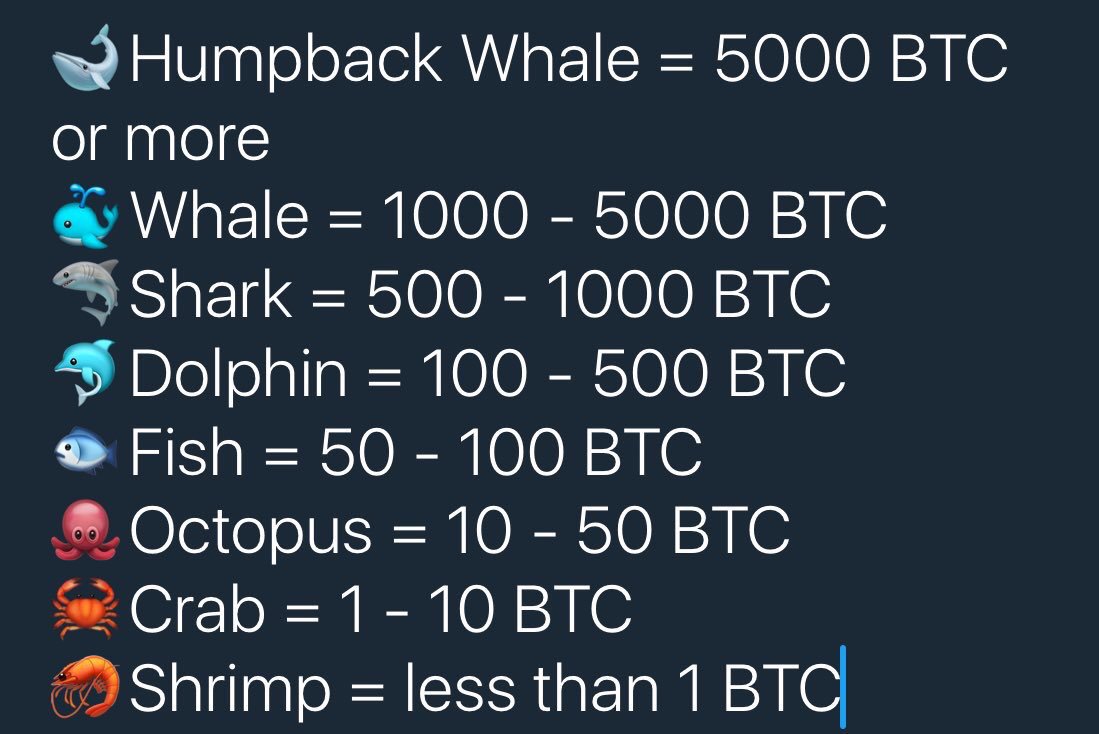 🐋Humpback Whale = 5000 BTC
or more
🐳Whale = 1000 - 5000 BTC
🦈Shark = 500 - 1000 BTC
🐬Dolphin = 100 - 500 BTC
🐟Fish = 50 - 100 BTC
🐙Octopus = 10 - 50 BTC
🦀Crab = 1 - 10 BTC
🦐Shrimp = less than 1 BTC